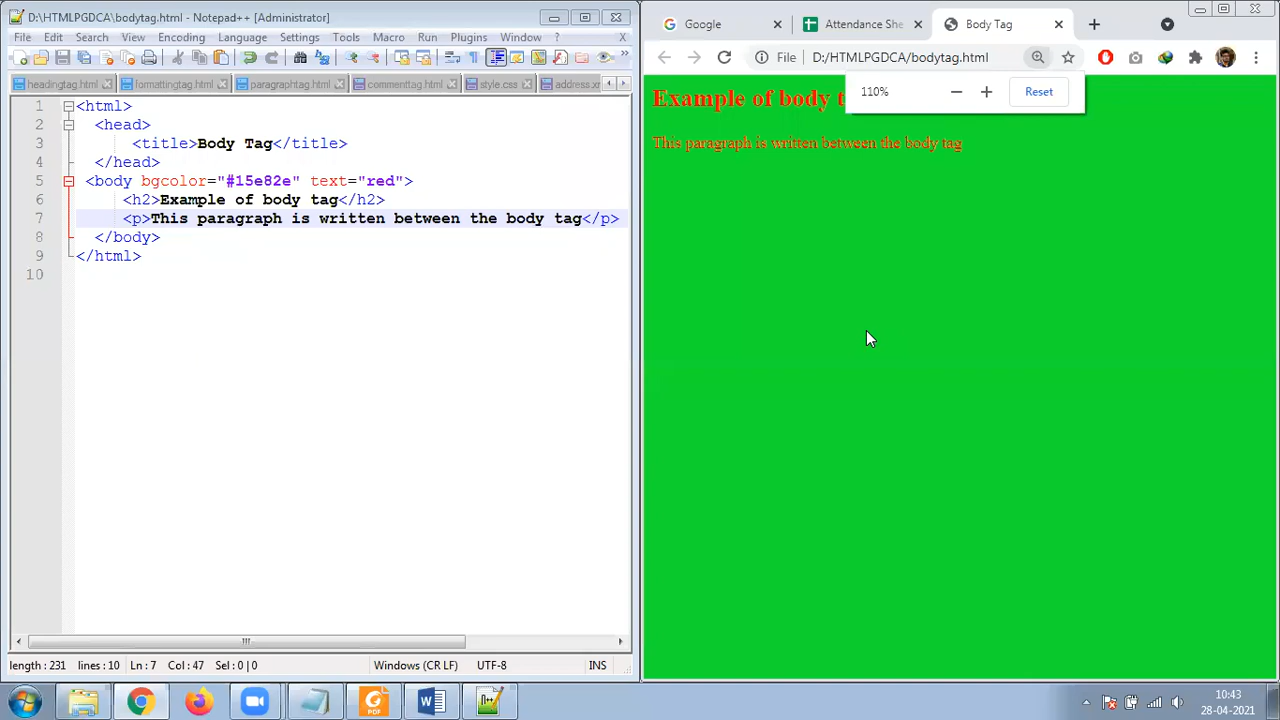 D:\HTMLPGDCA\bodytag.html - Notepad++ [Administrator]
File Edit Search View Encoding Language Settings Tools Macro Run Plugins Window ? X
headingtag.html formattingtag.html paragraphtag.html commenttag.html style.css address.xr
1 <html>
2 <head>
3 <title>Body Tag</title>
4 </head>
5 <body bgcolor="#15e82e" text="red">
6 <h2>Example of body tag</h2>
7 <p>This paragraph is written between the body tag</p>
8 </body>
9 </html>
10
length : 231 lines : 10 Ln : 7 Col : 47 Sel : 0 | 0 Windows (CR LF) UTF-8 INS
Google Attendance She Body Tag
File D:/HTMLPGDCA/bodytag.html
110% Reset
Example of body t
This paragraph is written between the body tag
10:43
28-04-2021